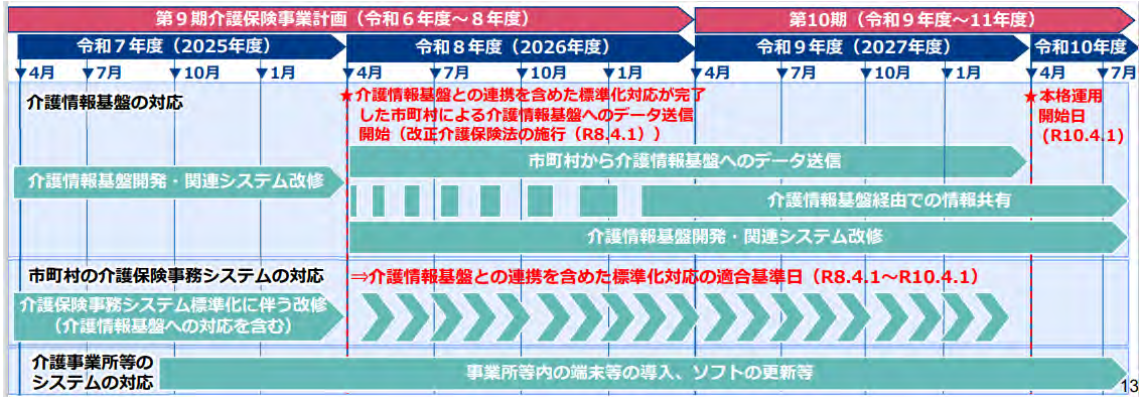 第９期介護保険事業計画（令和６年度～８年度）
第10期（令和９年度～11年度）
令和７年度（2025年度）
令和８年度（2026年度）
令和９年度（2027年度）
令和10年度
▼4月 ▼7月 ▼10月 ▼1月 ▼4月 ▼7月 ▼10月 ▼1月 ▼4月 ▼7月 ▼10月 ▼1月 ▼4月 ▼7月
介護情報基盤の対応
★介護情報基盤との連携を含めた標準化対応が完了
した市町村による介護情報基盤へのデータ送信
開始（改正介護保険法の施行（R8.4.1））
★本格運用
開始日
（R10.4.1）
市町村から介護情報基盤へのデータ送信
介護情報基盤開発・関連システム改修
介護情報基盤経由での情報共有
介護情報基盤開発・関連システム改修
市町村の介護保険事務システムの対応
⇒介護情報基盤との連携を含めた標準化対応の適合基準日（R8.4.1～R10.4.1）
介護保険事務システム標準化に伴う改修
（介護情報基盤への対応を含む）
介護事業所等の
システムの対応
事業所等内の端末等の導入、ソフトの更新等
13